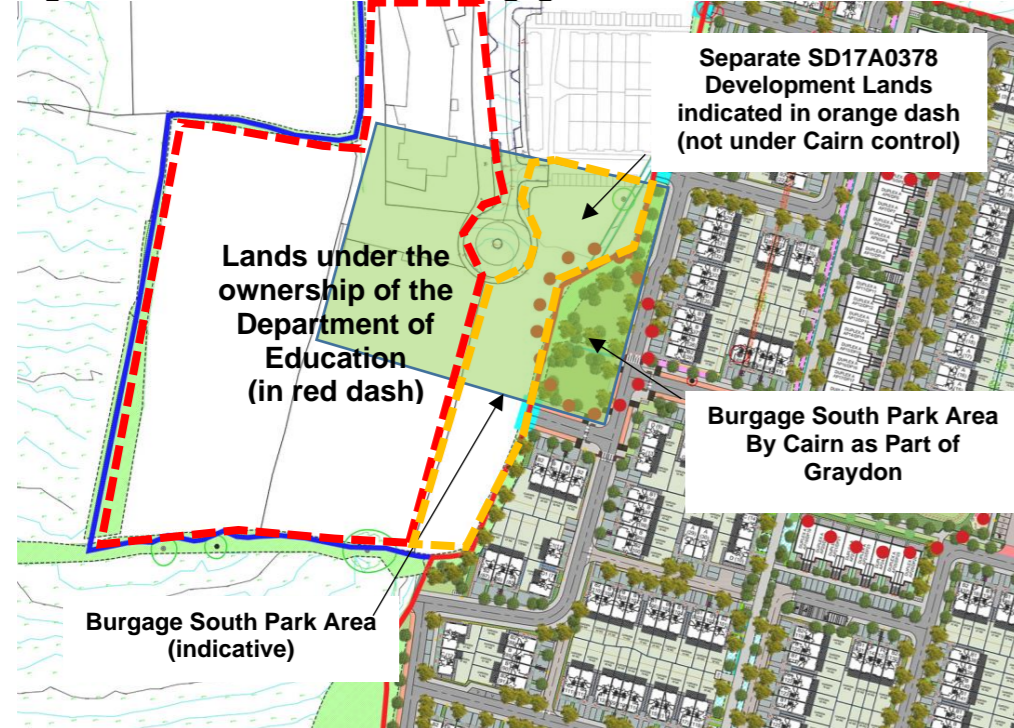 Separate SD17A0378
Development Lands
indicated in orange dash
(not under Cairn control)
Lands under the
ownership of the
Department of
Education
(in red dash)
Burgage South Park Area
By Cairn as Part of
Graydon
Burgage South Park Area
(indicative)